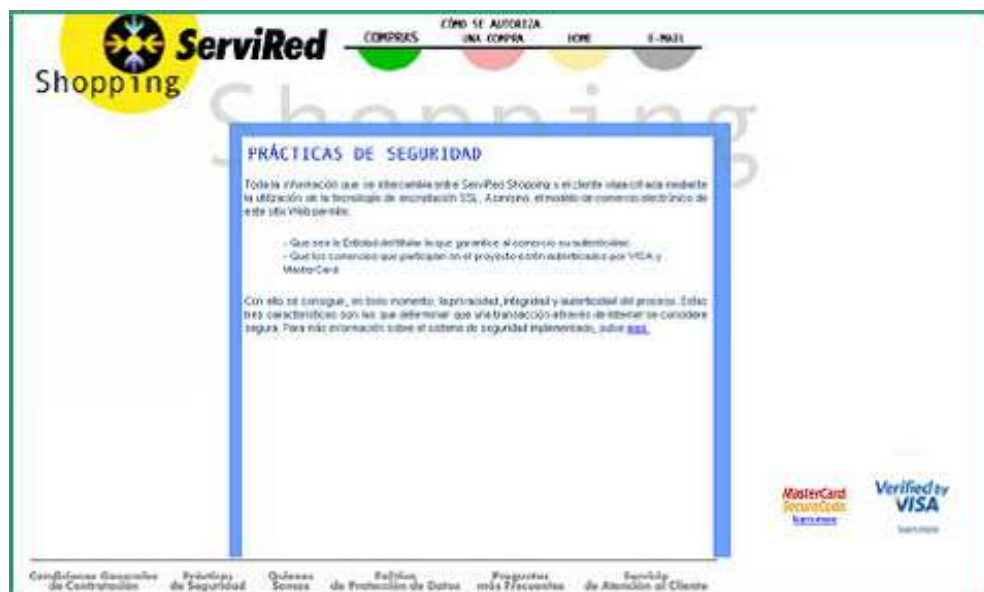 ServiRed
Shopping
COMPRAS
CÓMO SE AUTORIZA
UNA COMPRA
HOME
E-MAIL
Shopping
PRÁCTICAS DE SEGURIDAD
Toda la información que se intercambia entre ServiRed Shopping y el cliente viaja cifrada mediante
la utilización de la tecnología de encriptación SSL. Asimismo, el modelo de comercio electrónico de
este sitio Web permite:
- Que sea la Entidad del titular la que garantice al comercio su autenticidad.
- Que los comercios que participan en el proyecto estén autenticados por VISA y
MasterCard
Con ello se consigue, en todo momento, la privacidad, integridad y autenticidad del proceso. Estas
tres características son las que determinan que una transacción através de Internet se considere
segura. Para más información sobre el sistema de seguridad implementado, pulse aquí.
MasterCard
SecureCode
learn more
Verified by
VISA
learn more
Condiciones Generales
de Contratación
Prácticas
de Seguridad
Quienes
Somos
Política
de Protección de Datos
Preguntas
más Frecuentes
Servicio
de Atención al Cliente